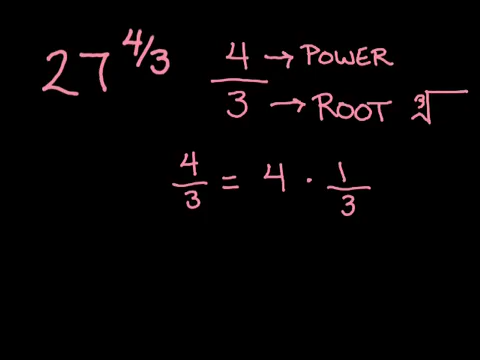 27^4/3
4/3 → POWER
→ ROOT ∛
4/3 = 4 · 1/3